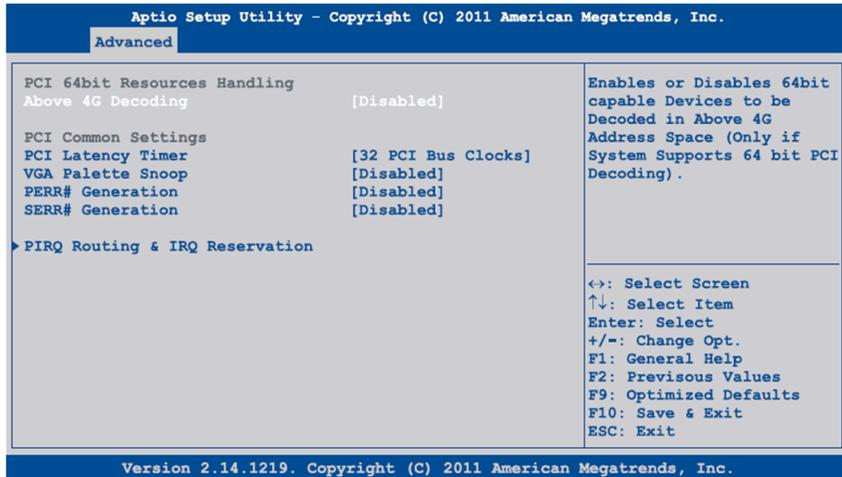 Aptio Setup Utility – Copyright (C) 2011 American Megatrends, Inc.
Advanced
PCI 64bit Resources Handling
Above 4G Decoding [Disabled]
PCI Common Settings
PCI Latency Timer [32 PCI Bus Clocks]
VGA Palette Snoop [Disabled]
PERR# Generation [Disabled]
SERR# Generation [Disabled]
PIRQ Routing & IRQ Reservation
Enables or Disables 64bit
capable Devices to be
Decoded in Above 4G
Address Space (Only if
System Supports 64 bit PCI
Decoding).
↔: Select Screen
↑↓: Select Item
Enter: Select
+/-: Change Opt.
F1: General Help
F2: Previsous Values
F9: Optimized Defaults
F10: Save & Exit
ESC: Exit
Version 2.14.1219. Copyright (C) 2011 American Megatrends, Inc.